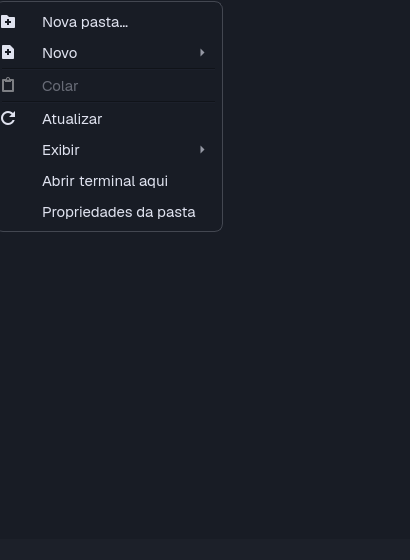 Nova pasta...
Novo
Colar
Atualizar
Exibir
Abrir terminal aqui
Propriedades da pasta